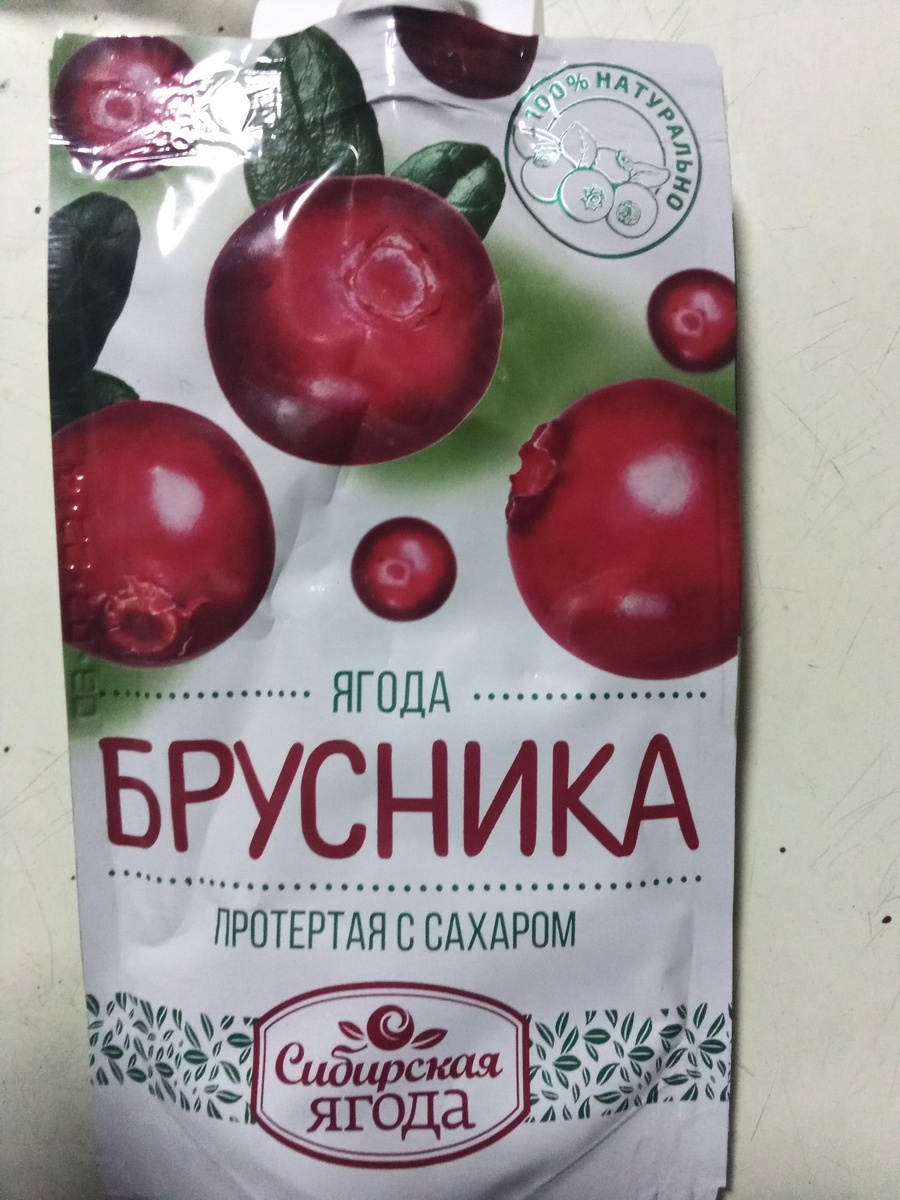 100% НАТУРАЛЬНО
ЯГОДА
БРУСНИКА
ПРОТЕРТАЯ С САХАРОМ
Сибирская
ягода